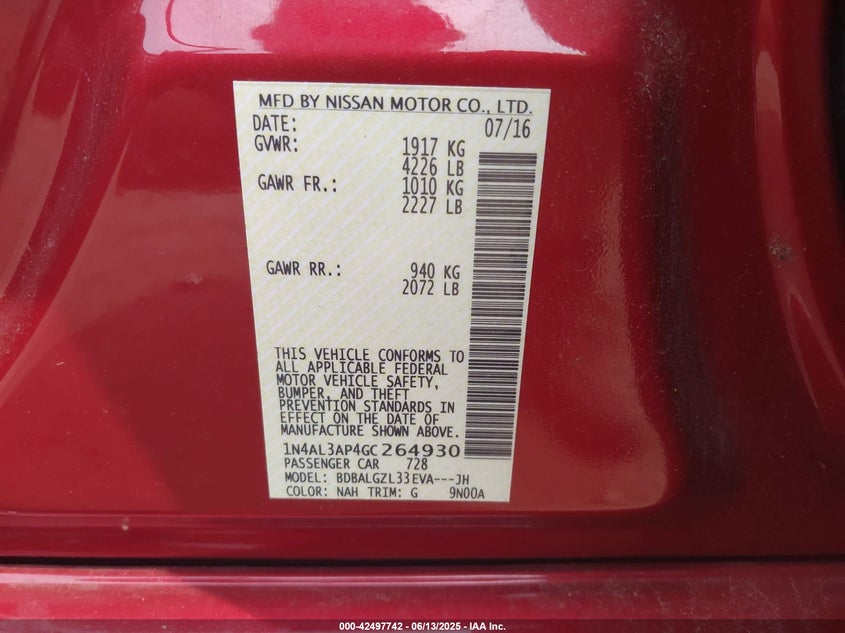 MFD BY NISSAN MOTOR CO., LTD.
DATE: 07/16
GVWR: 1917 KG
4226 LB
GAWR FR.: 1010 KG
2227 LB
GAWR RR.: 940 KG
2072 LB
THIS VEHICLE CONFORMS TO
ALL APPLICABLE FEDERAL
MOTOR VEHICLE SAFETY,
BUMPER, AND THEFT
PREVENTION STANDARDS IN
EFFECT ON THE DATE OF
MANUFACTURE SHOWN ABOVE.
1N4AL3AP4GC264930
PASSENGER CAR 728
MODEL: BDBALGZL33EVA---JH
COLOR: NAH TRIM: G 9N00A
000-42497742 | 06/13/2025 - IAA Inc.